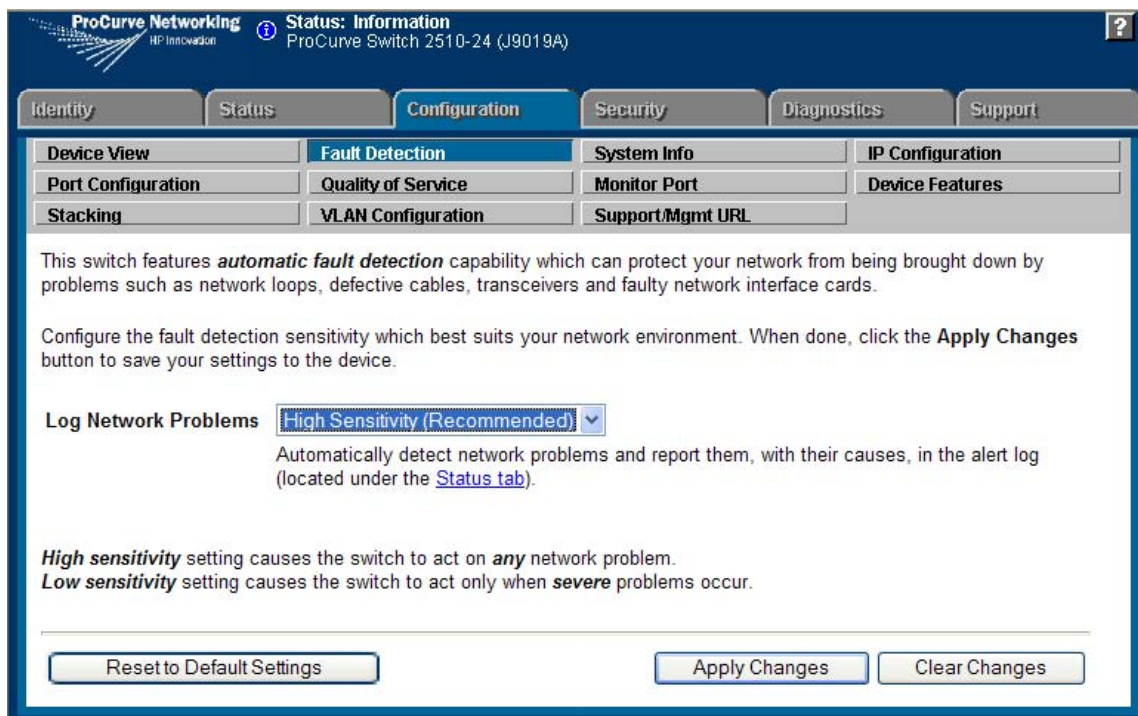 ProCurve Networking
HP Innovation
Status: Information
ProCurve Switch 2510-24 (J9019A)
?
Identity
Status
Configuration
Security
Diagnostics
Support
Device View
Fault Detection
System Info
IP Configuration
Port Configuration
Quality of Service
Monitor Port
Device Features
Stacking
VLAN Configuration
Support/Mgmt URL
This switch features automatic fault detection capability which can protect your network from being brought down by
problems such as network loops, defective cables, transceivers and faulty network interface cards.
Configure the fault detection sensitivity which best suits your network environment. When done, click the Apply Changes
button to save your settings to the device.
Log Network Problems
High Sensitivity (Recommended)
Automatically detect network problems and report them, with their causes, in the alert log
(located under the Status tab).
High sensitivity setting causes the switch to act on any network problem.
Low sensitivity setting causes the switch to act only when severe problems occur.
Reset to Default Settings
Apply Changes
Clear Changes